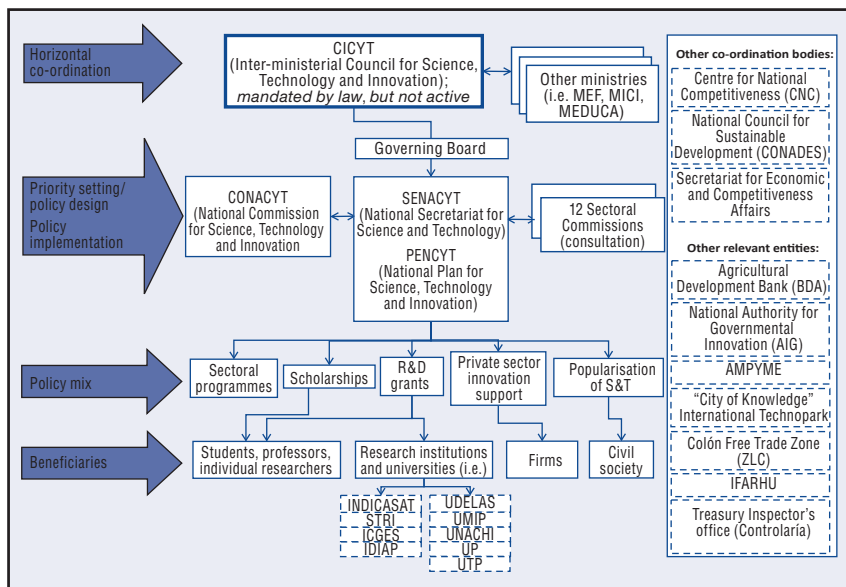 Horizontal
co-ordination
CICYT
(Inter-ministerial Council for Science,
Technology and Innovation);
mandated by law, but not active
Other ministries
(i.e. MEF, MICI,
MEDUCA)
Governing Board
Priority setting/
policy design
Policy
implementation
CONACYT
(National Commission
for Science, Technology
and Innovation
SENACYT
(National Secretariat for
Science and Technology)
PENCYT
(National Plan for
Science, Technology
and Innovation)
12 Sectoral
Commissions
(consultation)
Policy mix
Sectoral
programmes
Scholarships
R&D
grants
Private sector
innovation
support
Popularisation
of S&T
Beneficiaries
Students, professors,
individual researchers
Research institutions
and universities (i.e.)
Firms
Civil
society
INDICASAT
STRI
ICGES
IDIAP
UDELAS
UMIP
UNACHI
UP
UTP
Other co-ordination bodies:
Centre for National
Competitiveness (CNC)
National Council for
Sustainable
Development (CONADES)
Secretariat for Economic
and Competitiveness
Affairs
Other relevant entities:
Agricultural
Development Bank (BDA)
National Authority for
Governmental
Innovation (AIG)
AMPYME
“City of Knowledge”
International Technopark
Colón Free Trade Zone
(ZLC)
IFARHU
Treasury Inspector’s
office (Controlaría)